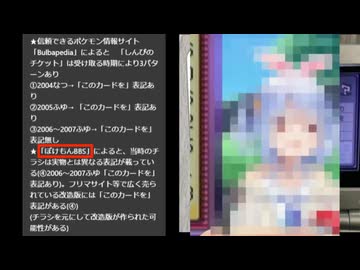 ★信頼できるポケモン情報サイト
「Bulbapedia」によると　「しんぴの
チケット」は受け取る時期により3パタ
ーンあり
①2004なつ→「このカードを」表記あ
り
②2005ふゆ→「このカードを」表記あ
り
③2006～2007ふゆ→「このカードを」
表記無し
★「ぽけもんBBS」によると、当時のチ
ラシは実物とは異なる表記が載ってい
る(④2006～2007ふゆ「このカードを」
表記あり)。フリマサイト等で広く売ら
れている改造版には「このカードを」
表記がある(④)
(チラシを元にして改造版が作られた可
能性がある)